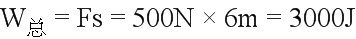 W总 = Fs = 500N × 6m = 3000J